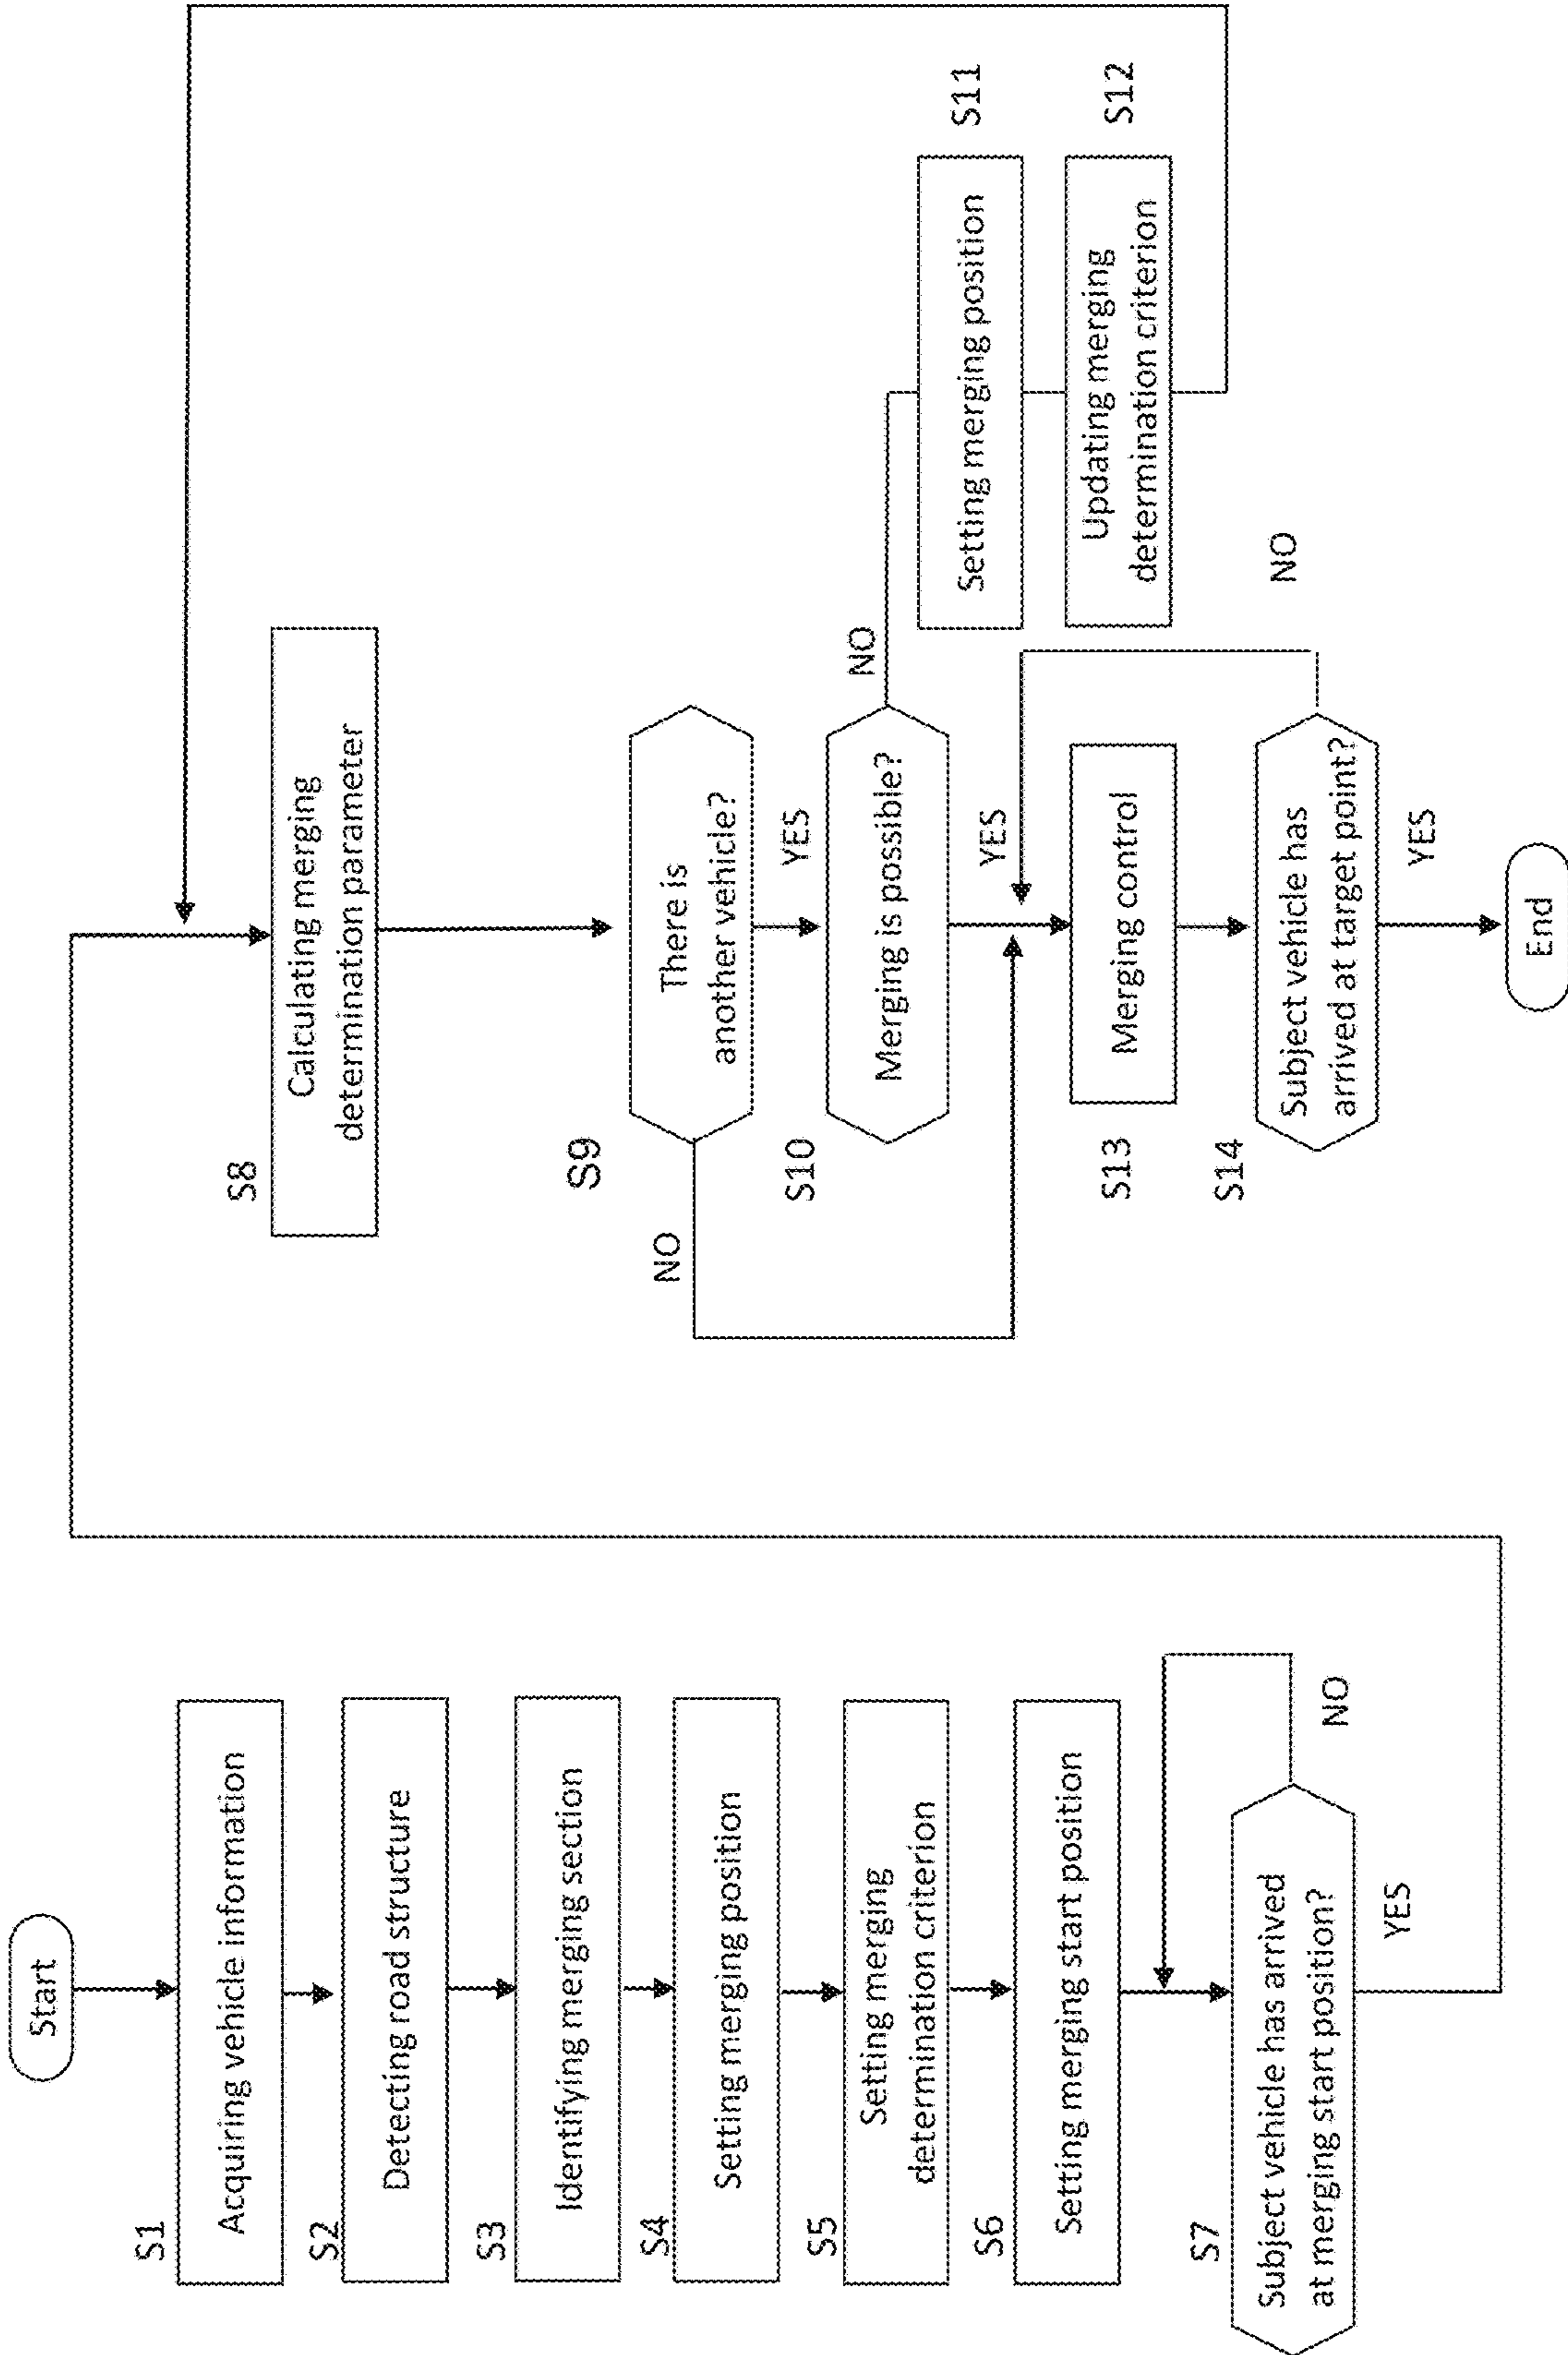 Start
S1
Acquiring vehicle information
S2
Detecting road structure
S3
Identifying merging section
S4
Setting merging position
S5
Setting merging
determination criterion
S6
Setting merging start position
S7
Subject vehicle has arrived
at merging start position?
NO
YES
S8
Calculating merging
determination parameter
S9
There is
another vehicle?
NO
YES
S10
Merging is possible?
NO
YES
S11
Setting merging position
S12
Updating merging
determination criterion
S13
Merging control
S14
Subject vehicle has
arrived at target point?
NO
YES
End